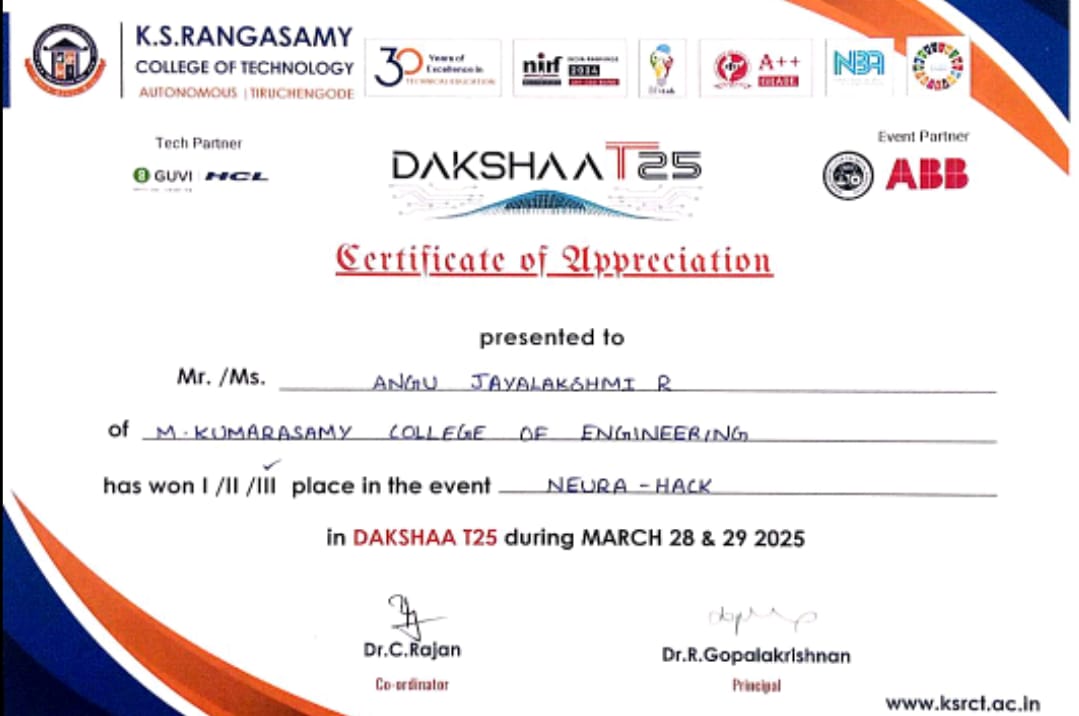 K.S.RANGASAMY
COLLEGE OF TECHNOLOGY
AUTONOMOUS | TIRUCHENGODE
30 Years of Excellence in TECHNICAL EDUCATION
nirf INDIA RANKINGS 2024
A++ GRADE
NBA
Tech Partner
GUVI HCL
DAKSHAA T25
Event Partner
ABB
Certificate of Appreciation
presented to
Mr. /Ms. ANGU JAYALAKSHMI R
of M.KUMARASAMY COLLEGE OF ENGINEERING
has won I /II /III place in the event NEURA - HACK
in DAKSHAA T25 during MARCH 28 & 29 2025
Dr.C.Rajan
Co-ordinator
Dr.R.Gopalakrishnan
Principal
www.ksrct.ac.in